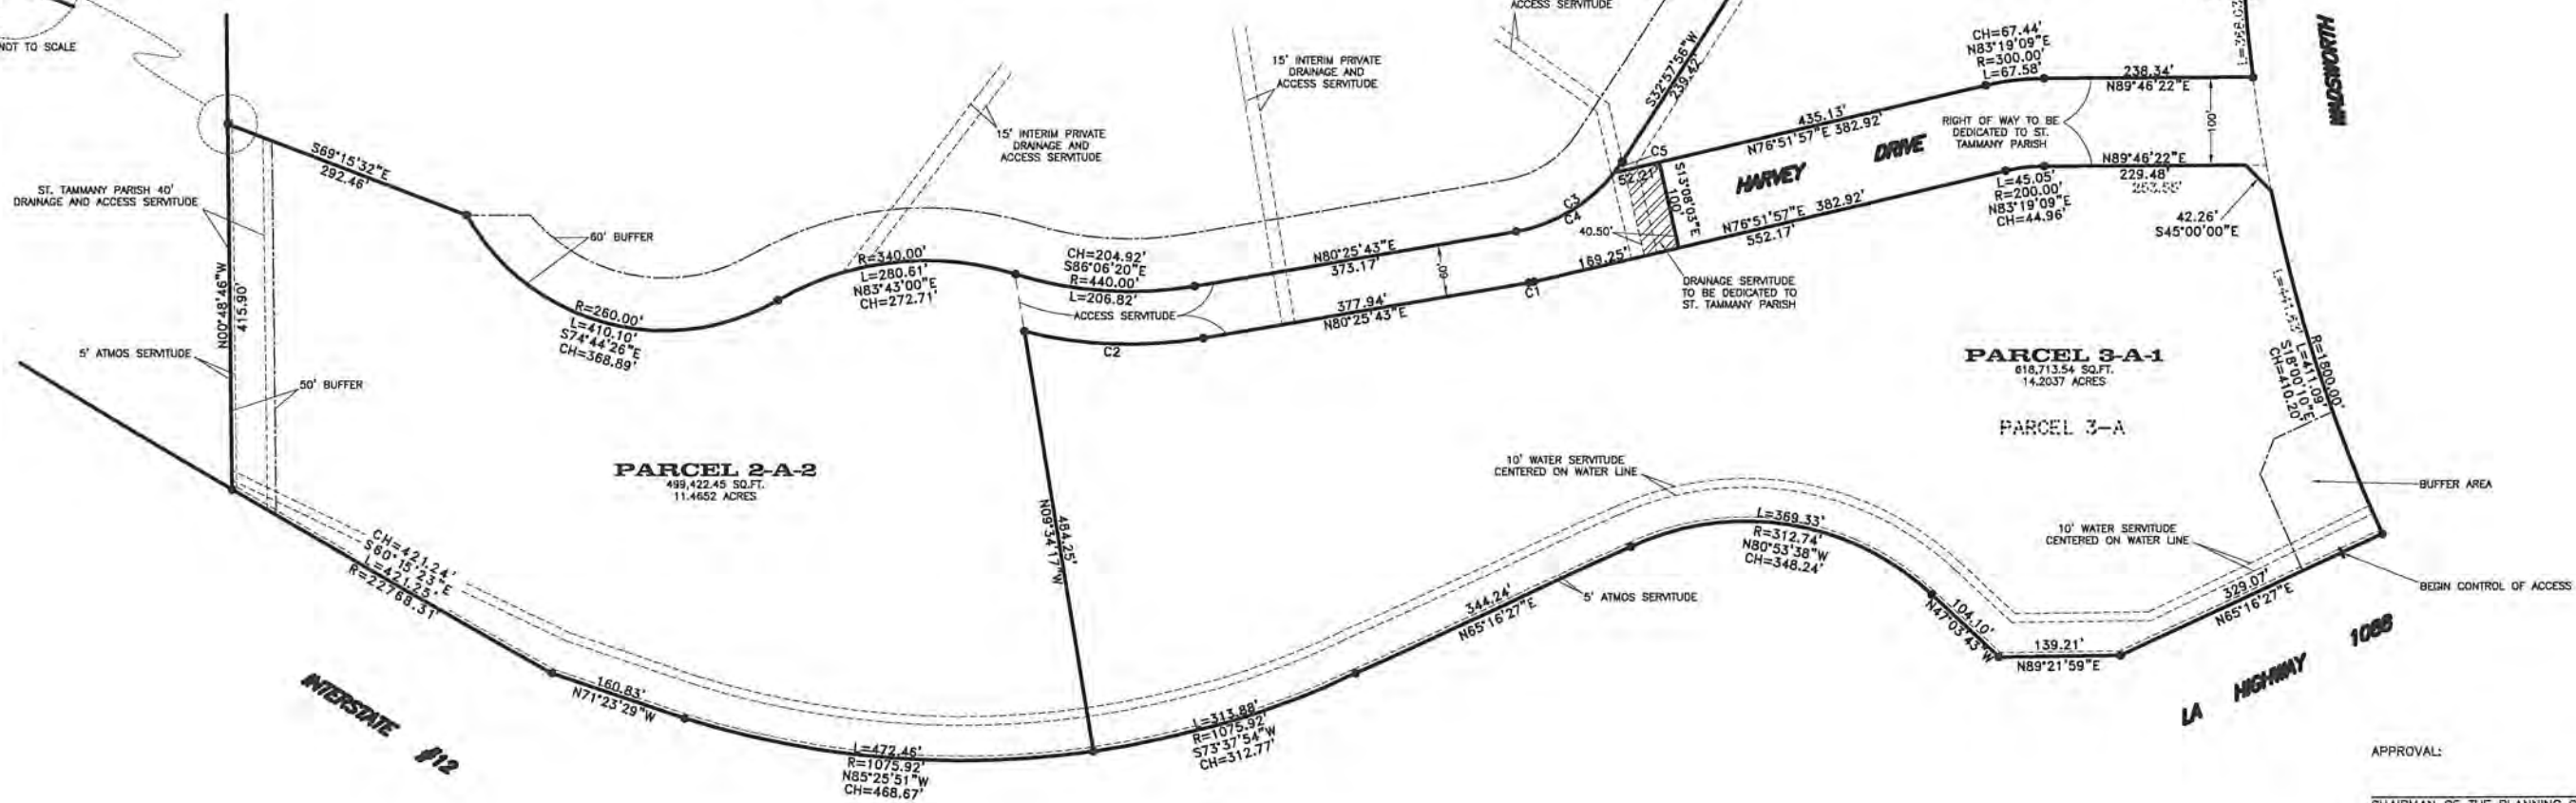 NOT TO SCALE
ST. TAMMANY PARISH 40'
DRAINAGE AND ACCESS SERVITUDE
5' ATMOS SERVITUDE
N00°48'46"W
415.90'
50' BUFFER
S69°15'32"E
292.46'
60' BUFFER
R=260.00'
L=410.10'
S74°44'26"E
CH=368.89'
15' INTERIM PRIVATE
DRAINAGE AND
ACCESS SERVITUDE
R=340.00'
L=280.61'
N83°43'00"E
CH=272.71'
CH=204.92'
S86°06'20"E
R=440.00'
L=206.82'
ACCESS SERVITUDE
C2
15' INTERIM PRIVATE
DRAINAGE AND
ACCESS SERVITUDE
N80°25'43"E
373.17'
60'
377.94'
N80°25'43"E
C1
C3
C4
ACCESS SERVITUDE
S32°57'56"W
239.42'
C5
52.21'
S13°08'03"E
100'
40.50'
169.25'
DRAINAGE SERVITUDE
TO BE DEDICATED TO
ST. TAMMANY PARISH
435.13'
N76°51'57"E 382.92'
HARVEY DRIVE
N76°51'57"E 382.92'
552.17'
CH=67.44'
N83°19'09"E
R=300.00'
L=67.58'
RIGHT OF WAY TO BE
DEDICATED TO ST.
TAMMANY PARISH
238.34'
N89°46'22"E
100'
N89°46'22"E
229.48'
253.55'
L=45.05'
R=200.00'
N83°19'09"E
CH=44.96'
42.26'
S45°00'00"E
WADSWORTH
R=1800.00'
L=411.09'
S18°00'10"E
CH=410.20'
PARCEL 3-A-1
618,713.54 SQ.FT.
14.2037 ACRES
PARCEL 3-A
PARCEL 2-A-2
499,422.45 SQ.FT.
11.4652 ACRES
484.25'
N09°34'17"W
10' WATER SERVITUDE
CENTERED ON WATER LINE
10' WATER SERVITUDE
CENTERED ON WATER LINE
BUFFER AREA
BEGIN CONTROL OF ACCESS
CH=421.24'
S60°15'23"E
L=421.25'
R=22768.31'
160.83'
N71°23'29"W
L=472.46'
R=1075.92'
N85°25'51"W
CH=468.67'
L=313.88'
R=1075.92'
S73°37'54"W
CH=312.77'
344.24'
N65°16'27"E
5' ATMOS SERVITUDE
L=369.33'
R=312.74'
N80°53'38"W
CH=348.24'
104.10'
N47°03'43"W
139.21'
N89°21'59"E
329.07'
N65°16'27"E
INTERSTATE #12
LA HIGHWAY 1088
APPROVAL: